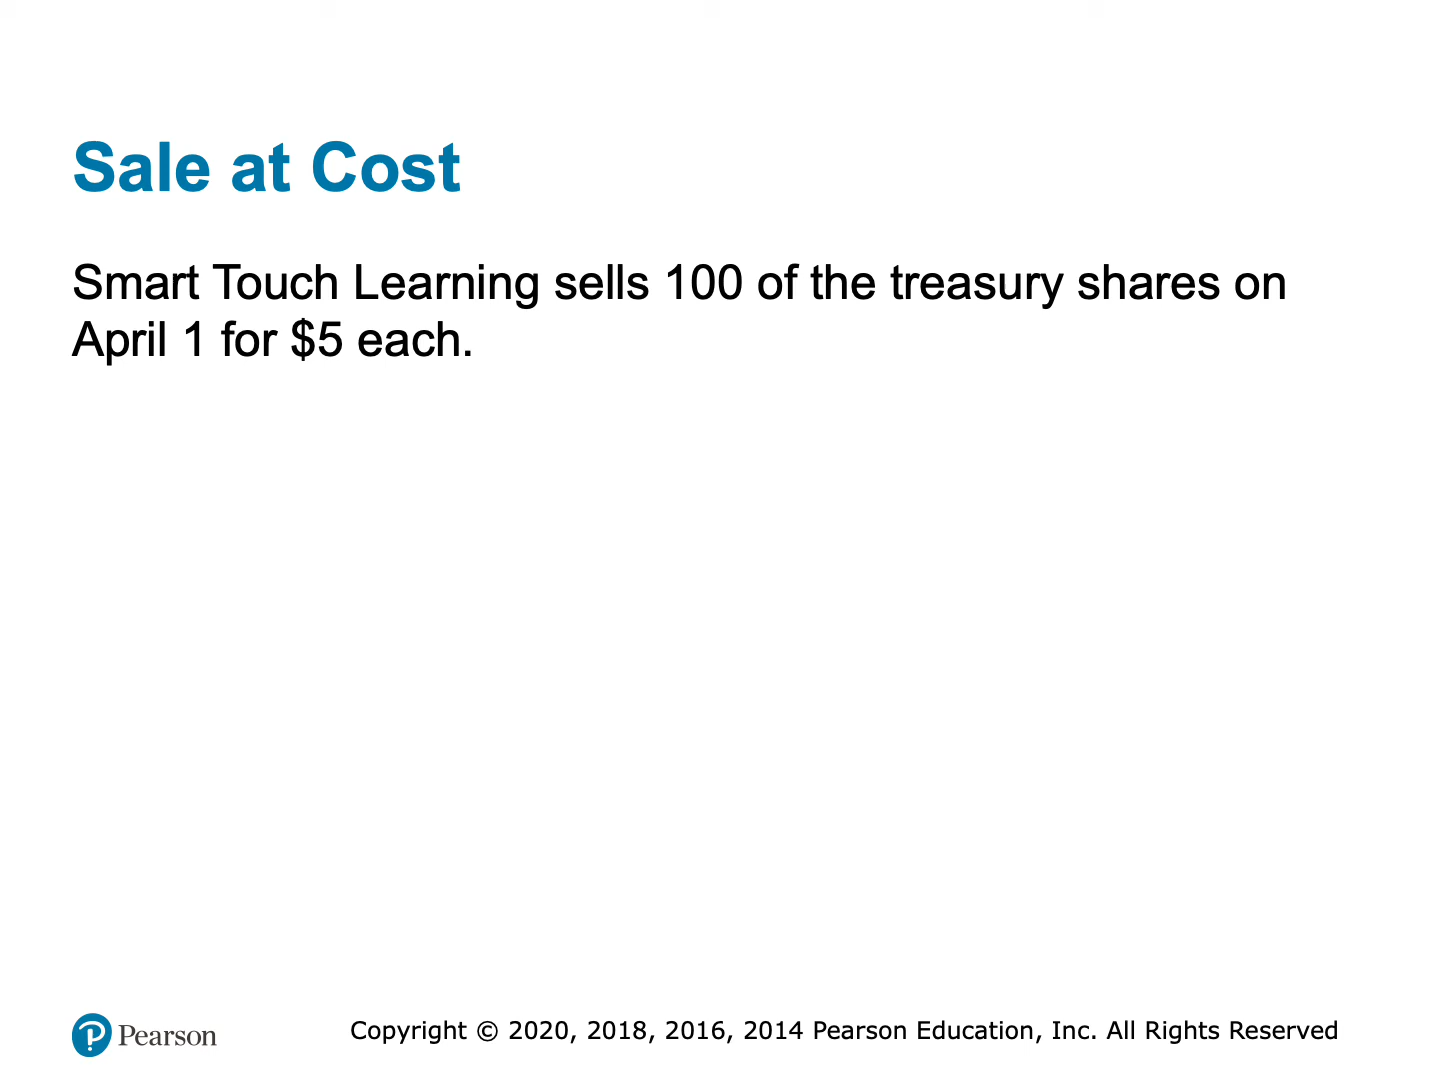 Sale at Cost
Smart Touch Learning sells 100 of the treasury shares on
April 1 for $5 each.
Pearson
Copyright © 2020, 2018, 2016, 2014 Pearson Education, Inc. All Rights Reserved